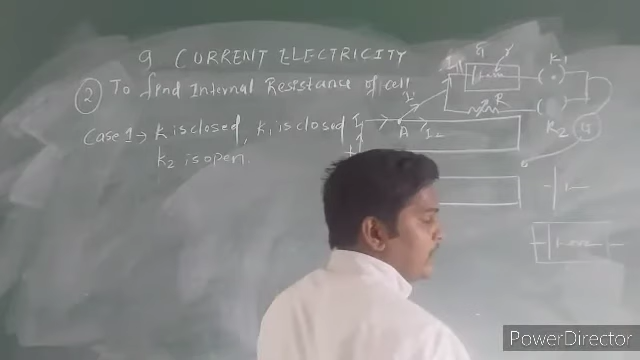 9 CURRENT ELECTRICITY
2 To find Internal Resistance of cell
Case I → K is closed, K₁ is closed
K₂ is open.
I
A
I₂
R
K₁
K₂
G
+
PowerDirector